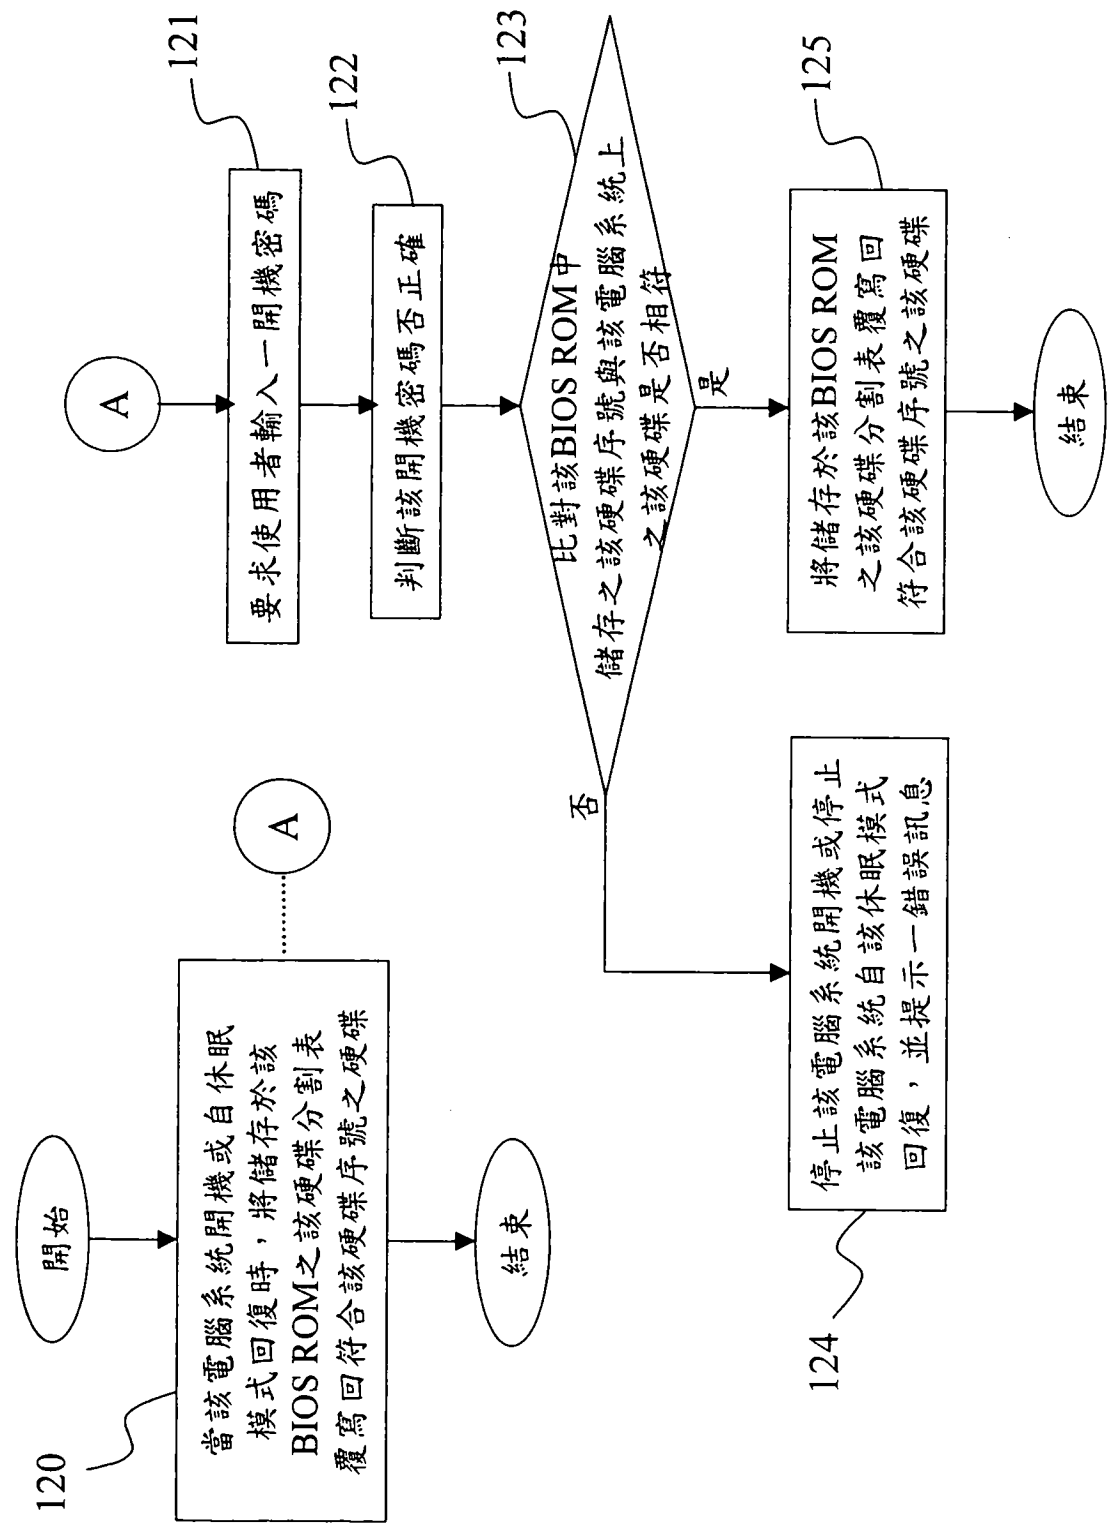 開始
120
當該電腦系統開機或自休眠
模式回復時，將儲存於該
BIOS ROM之該硬碟分割表
覆寫回符合該硬碟序號之硬碟
A
結束
A
121
要求使用者輸入一開機密碼
122
判斷該開機密碼否正確
123
比對該BIOS ROM中
儲存之該硬碟序號與該電腦系統上
之該硬碟是否相符
否
是
124
停止該電腦系統開機或停止
該電腦系統自該休眠模式
回復，並提示一錯誤訊息
125
將儲存於該BIOS ROM
之該硬碟分割表覆寫回
符合該硬碟序號之該硬碟
結束